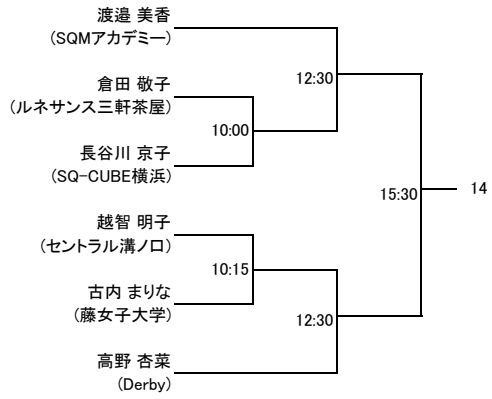 渡邉 美香
(SQMアカデミー)
12:30
倉田 敬子
(ルネサンス三軒茶屋)
10:00
長谷川 京子
(SQ-CUBE横浜)
15:30
14
越智 明子
(セントラル溝ノ口)
10:15
古内 まりな
(藤女子大学)
12:30
高野 杏菜
(Derby)